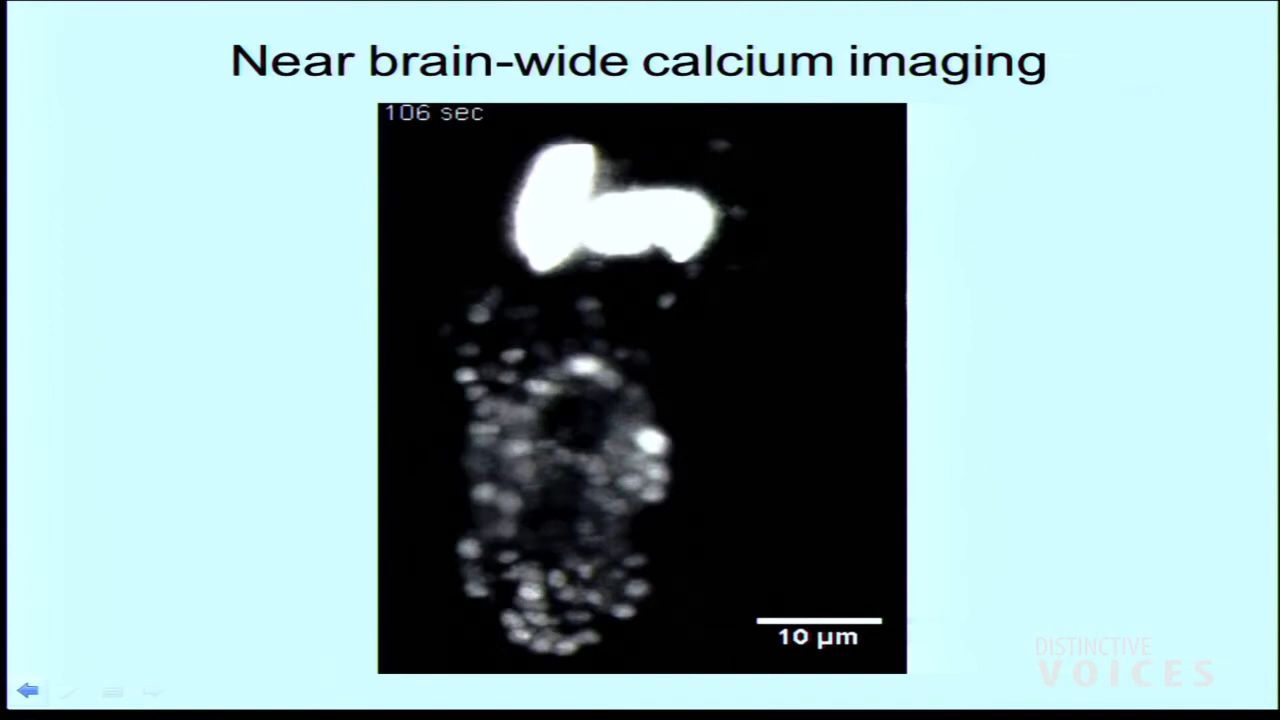 Near brain-wide calcium imaging
106 sec
10 µm
DISTINCTIVE
VOICES